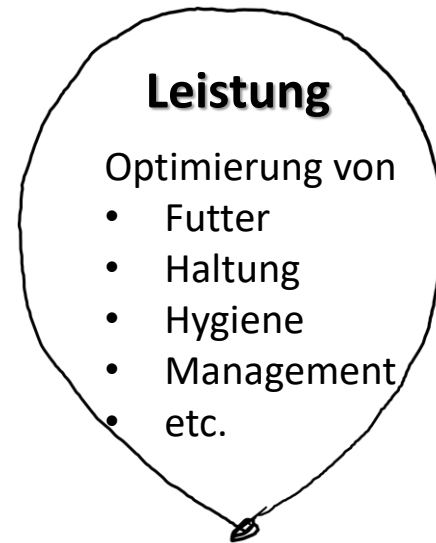 Leistung
Optimierung von
• Futter
• Haltung
• Hygiene
• Management
• etc.